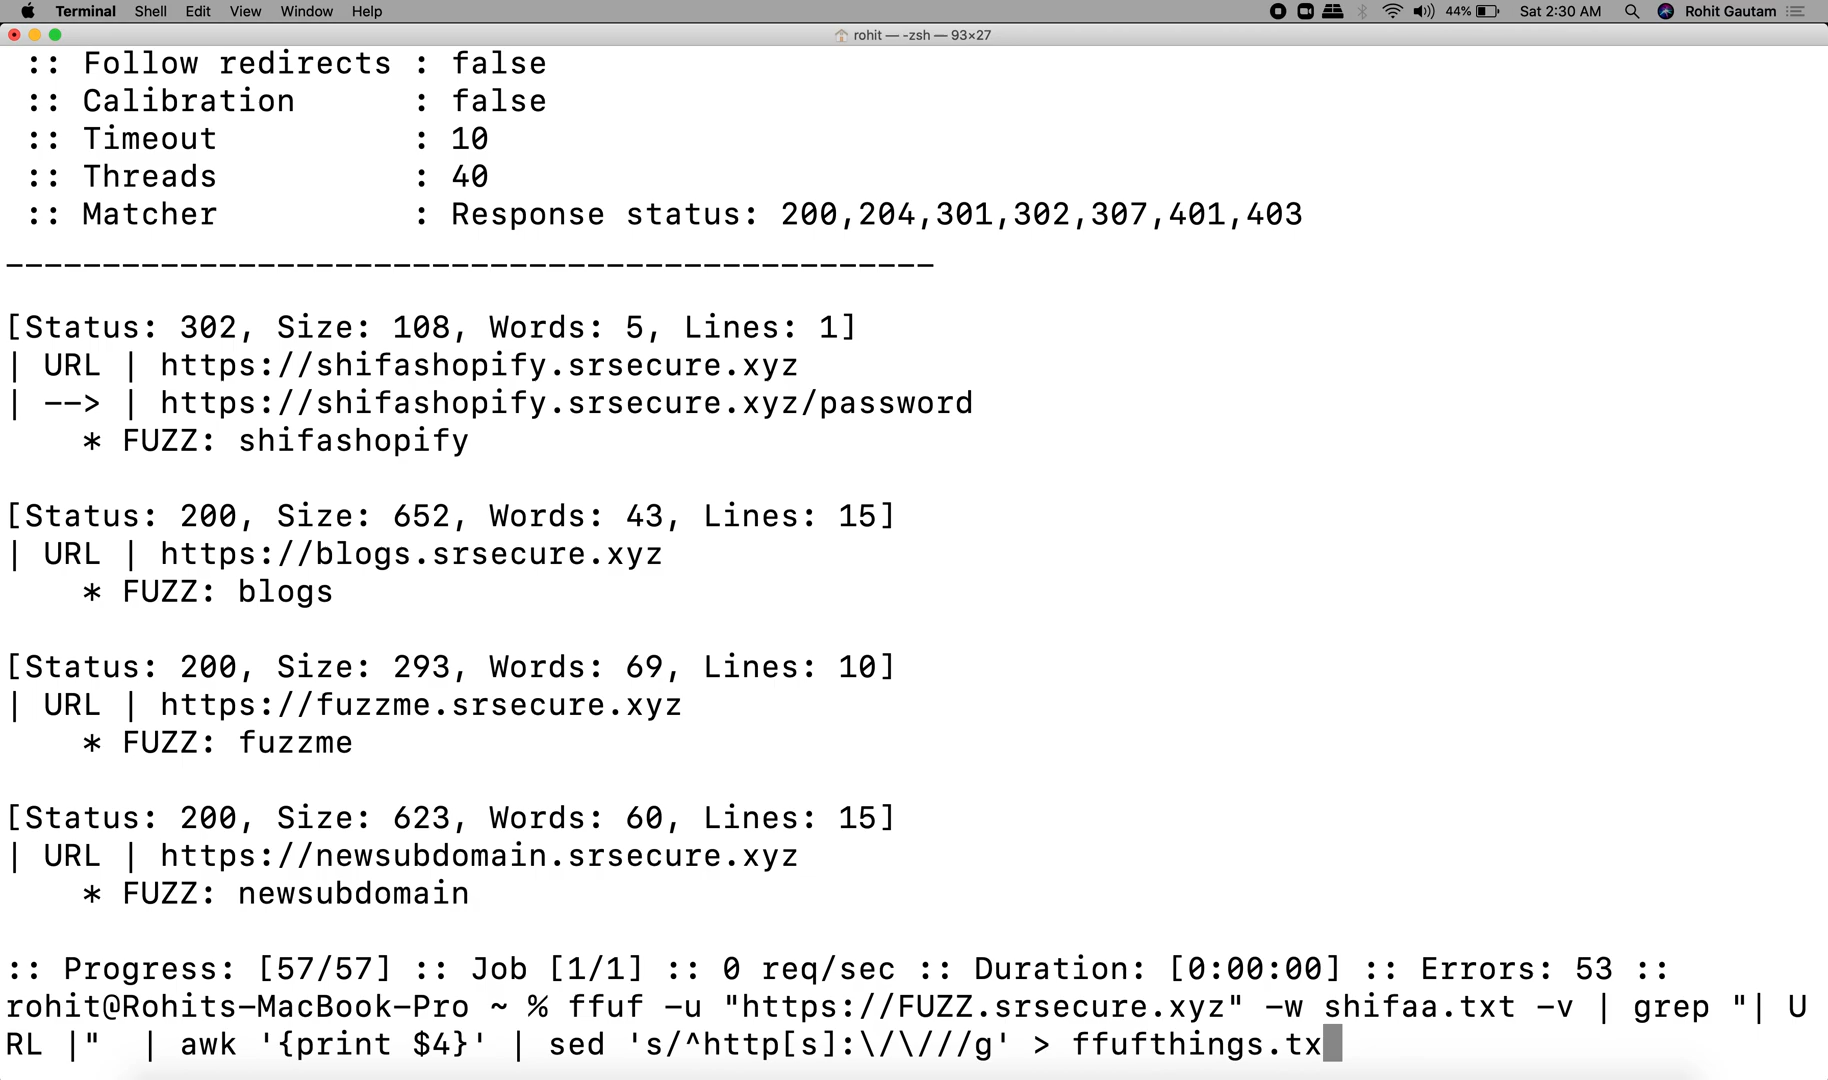 Terminal Shell Edit View Window Help 44% Sat 2:30 AM Rohit Gautam
rohit — -zsh — 93×27
:: Follow redirects : false
:: Calibration : false
:: Timeout : 10
:: Threads : 40
:: Matcher : Response status: 200,204,301,302,307,401,403
________________________________________________
[Status: 302, Size: 108, Words: 5, Lines: 1]
| URL | https://shifashopify.srsecure.xyz
| --> | https://shifashopify.srsecure.xyz/password
* FUZZ: shifashopify
[Status: 200, Size: 652, Words: 43, Lines: 15]
| URL | https://blogs.srsecure.xyz
* FUZZ: blogs
[Status: 200, Size: 293, Words: 69, Lines: 10]
| URL | https://fuzzme.srsecure.xyz
* FUZZ: fuzzme
[Status: 200, Size: 623, Words: 60, Lines: 15]
| URL | https://newsubdomain.srsecure.xyz
* FUZZ: newsubdomain
:: Progress: [57/57] :: Job [1/1] :: 0 req/sec :: Duration: [0:00:00] :: Errors: 53 ::
rohit@Rohits-MacBook-Pro ~ % ffuf -u "https://FUZZ.srsecure.xyz" -w shifaa.txt -v | grep "| U
RL |"  | awk '{print $4}' | sed 's/^http[s]:\/\///g' > ffufthings.tx